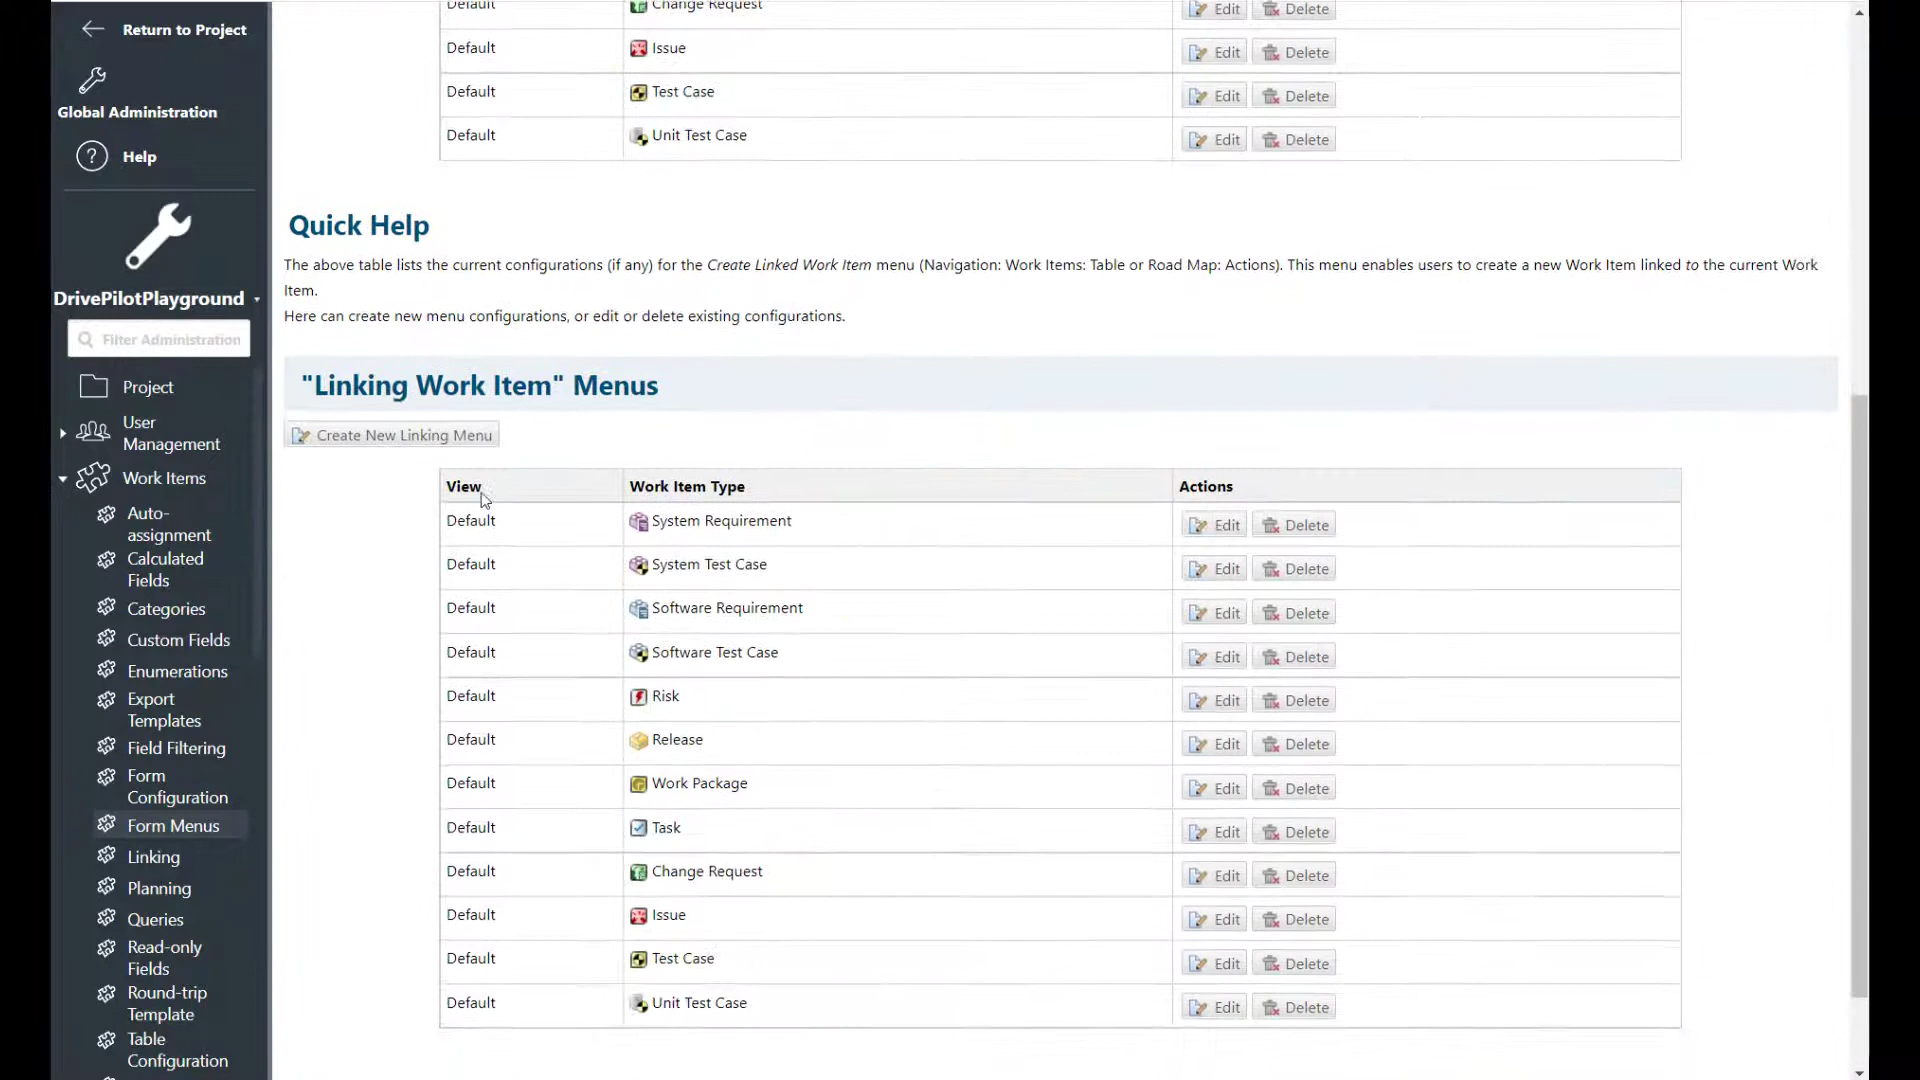 Return to Project
Global Administration
Help
DrivePilotPlayground
Filter Administration
Project
User
Management
Work Items
Auto-
assignment
Calculated
Fields
Categories
Custom Fields
Enumerations
Export
Templates
Field Filtering
Form
Configuration
Form Menus
Linking
Planning
Queries
Read-only
Fields
Round-trip
Template
Table
Configuration
Default Change Request Edit Delete
Default Issue Edit Delete
Default Test Case Edit Delete
Default Unit Test Case Edit Delete
Quick Help
The above table lists the current configurations (if any) for the Create Linked Work Item menu (Navigation: Work Items: Table or Road Map: Actions). This menu enables users to create a new Work Item linked to the current Work
Item.
Here can create new menu configurations, or edit or delete existing configurations.
"Linking Work Item" Menus
Create New Linking Menu
View Work Item Type Actions
Default System Requirement Edit Delete
Default System Test Case Edit Delete
Default Software Requirement Edit Delete
Default Software Test Case Edit Delete
Default Risk Edit Delete
Default Release Edit Delete
Default Work Package Edit Delete
Default Task Edit Delete
Default Change Request Edit Delete
Default Issue Edit Delete
Default Test Case Edit Delete
Default Unit Test Case Edit Delete